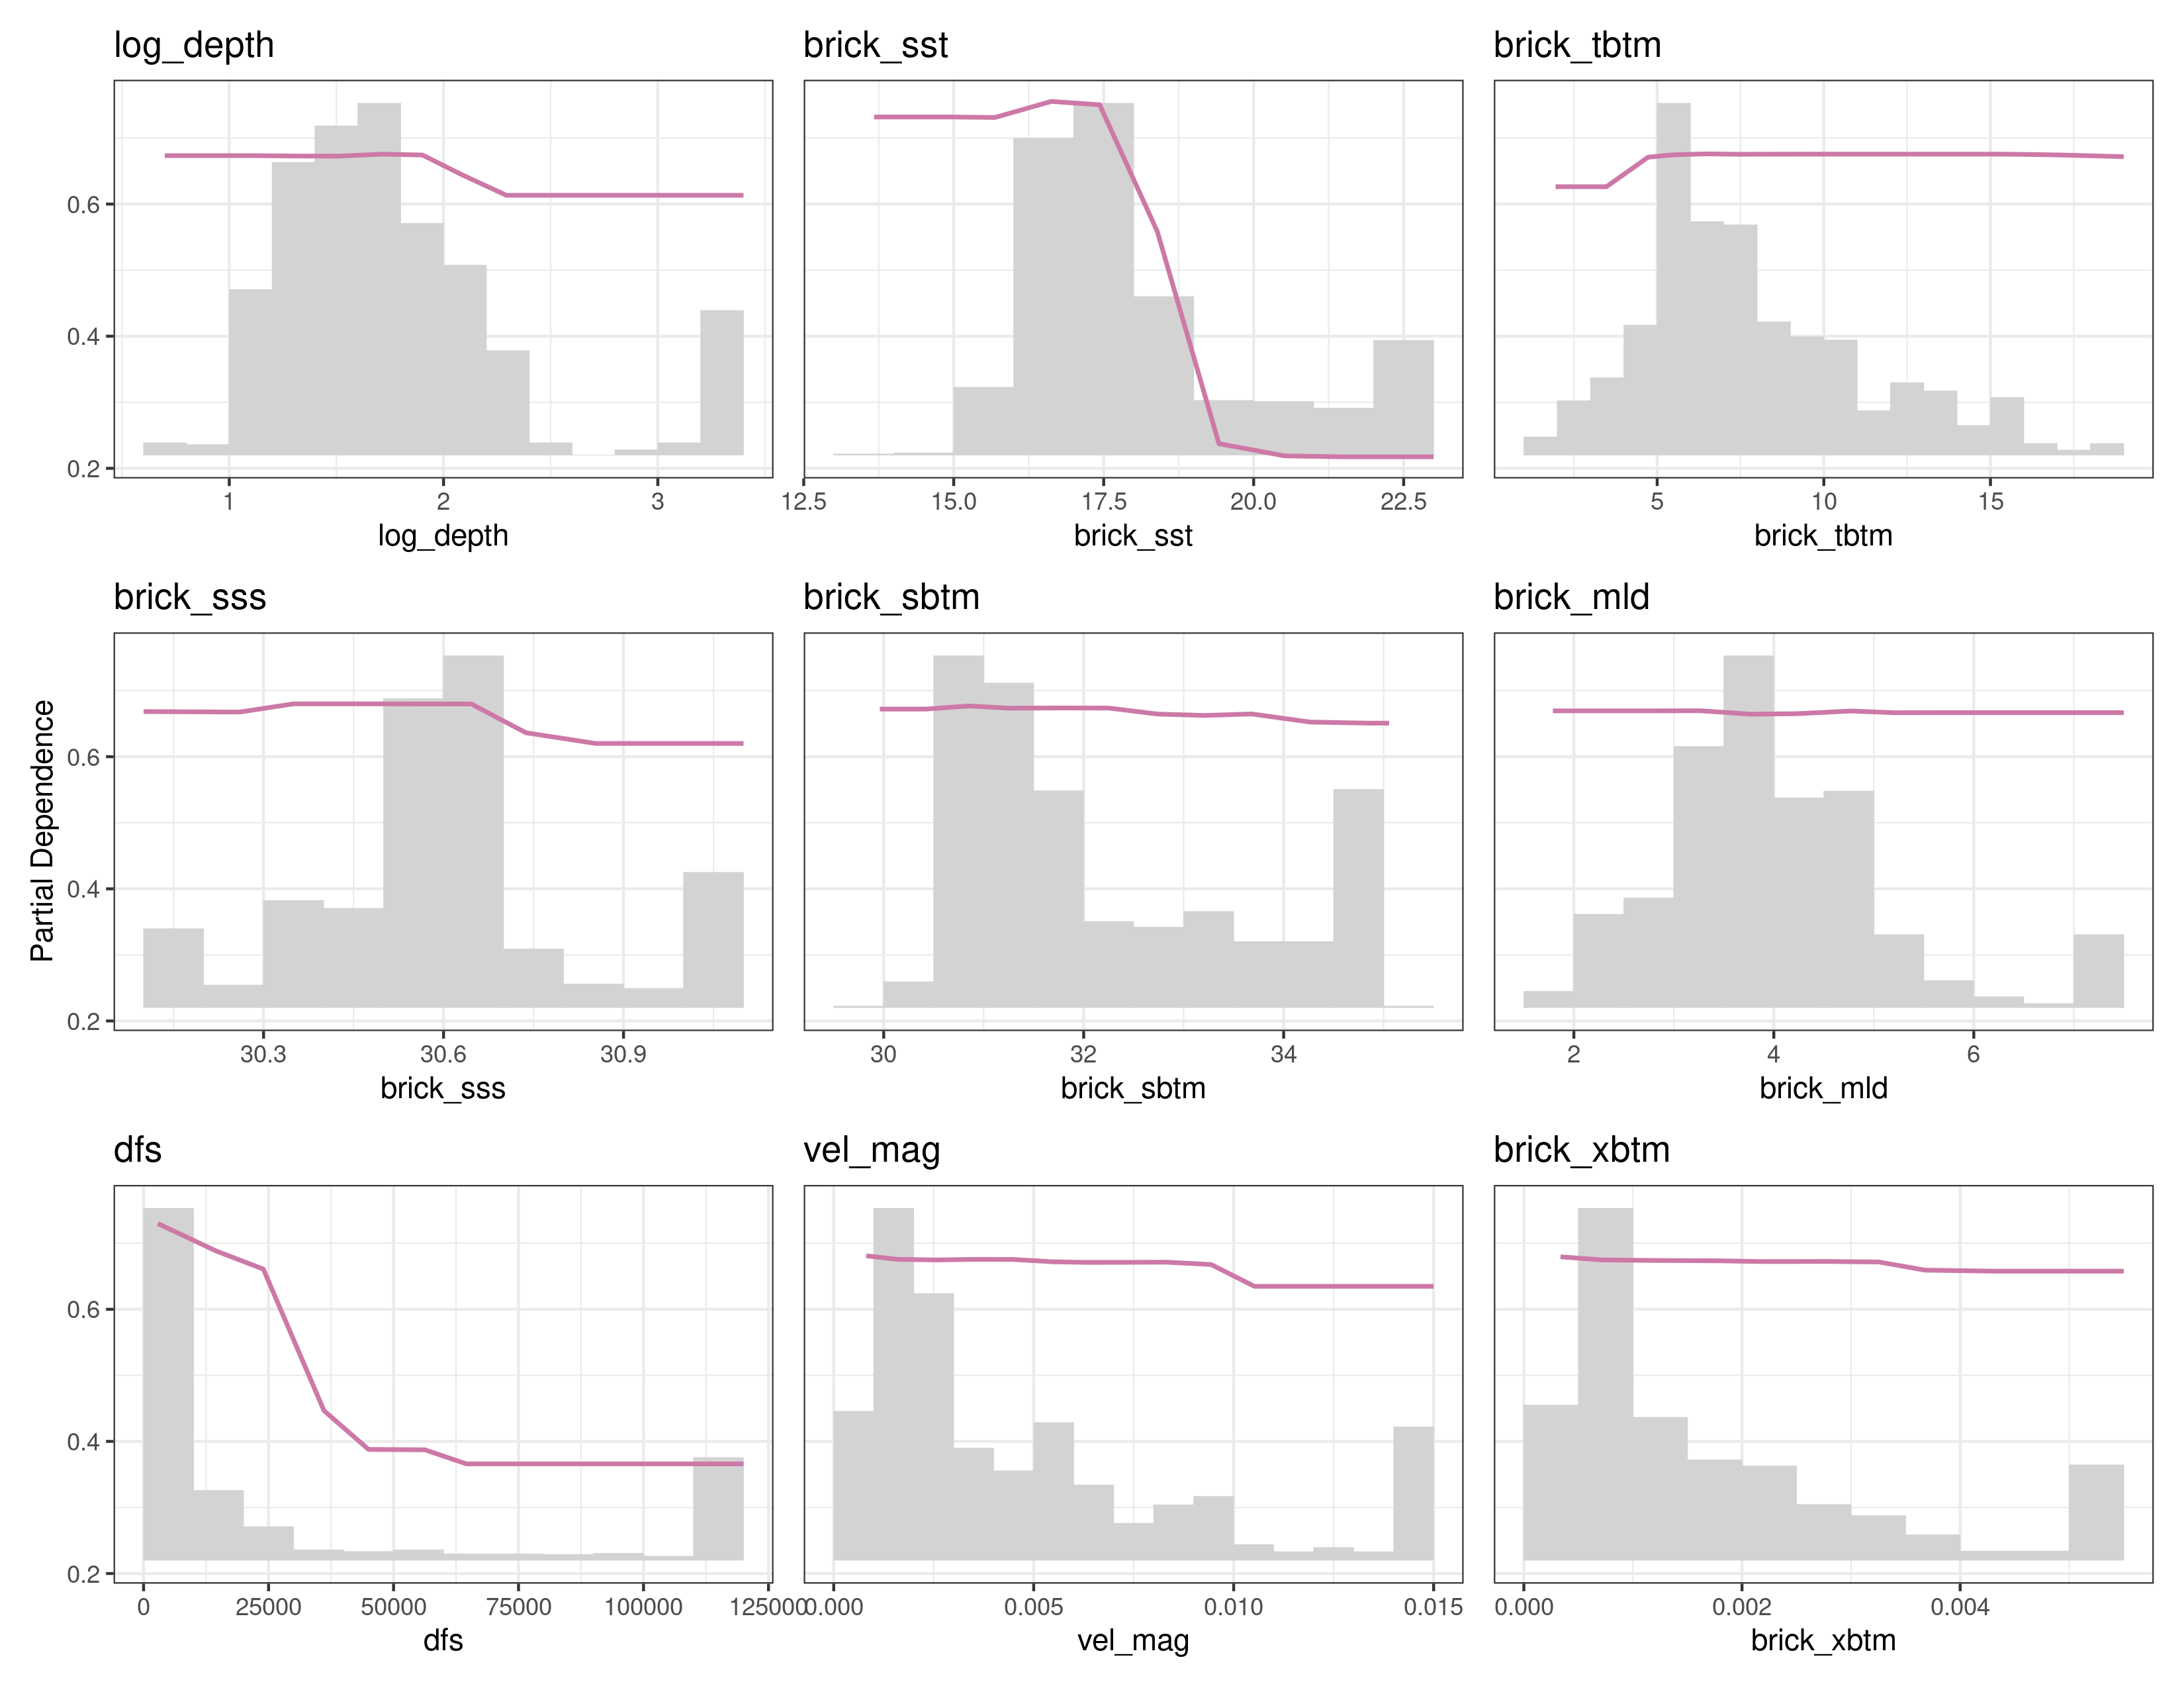 log_depth
brick_sst
brick_tbtm
0.6
0.4
0.2
1 2 3
12.5 15.0 17.5 20.0 22.5
5 10 15
log_depth
brick_sst
brick_tbtm
brick_sss
brick_sbtm
brick_mld
Partial Dependence
0.6
0.4
0.2
30.3 30.6 30.9
30 32 34
2 4 6
brick_sss
brick_sbtm
brick_mld
dfs
vel_mag
brick_xbtm
0.6
0.4
0.2
0 25000 50000 75000 100000 125000
0.000 0.005 0.010 0.015
0.000 0.002 0.004
dfs
vel_mag
brick_xbtm